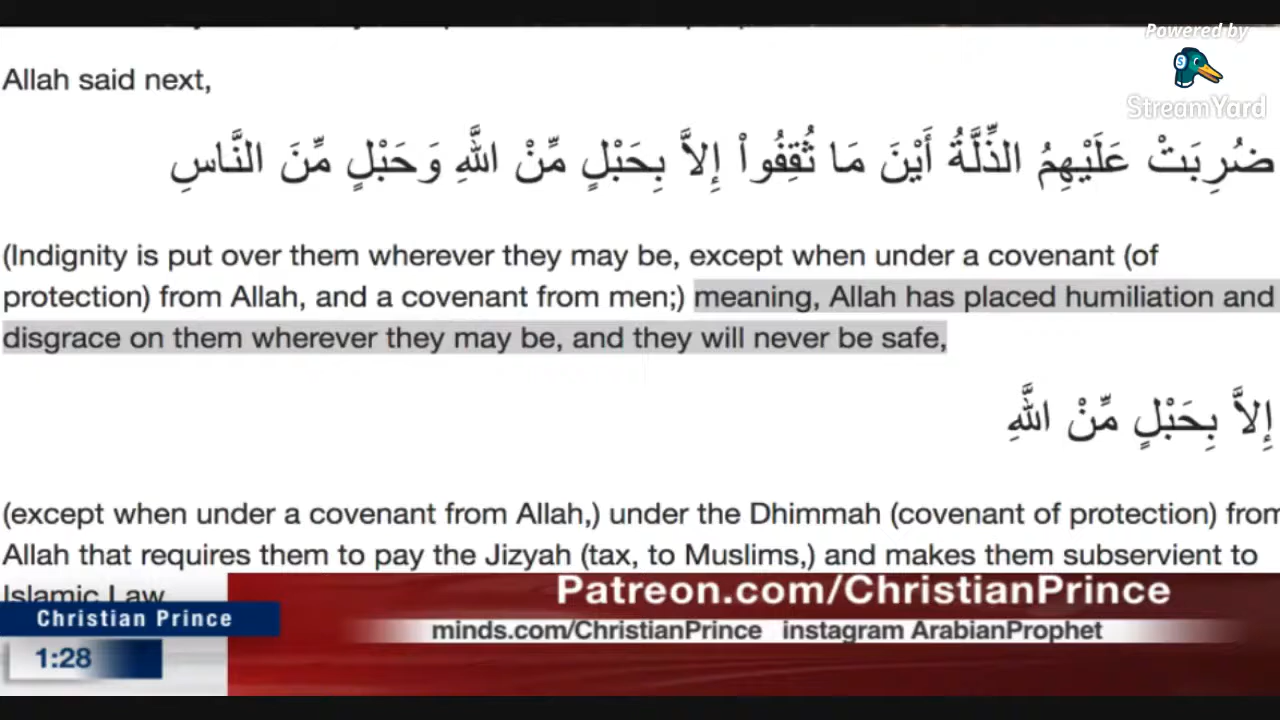 Powered by
StreamYard
Allah said next,
ضُرِبَتْ عَلَيْهِمُ الذِّلَّةُ أَيْنَ مَا ثُقِفُواْ إِلاَّ بِحَبْلٍ مِّنْ اللَّهِ وَحَبْلٍ مِّنَ النَّاسِ
(Indignity is put over them wherever they may be, except when under a covenant (of
protection) from Allah, and a covenant from men;) meaning, Allah has placed humiliation and
disgrace on them wherever they may be, and they will never be safe,
إِلاَّ بِحَبْلٍ مِّنْ اللَّهِ
(except when under a covenant from Allah,) under the Dhimmah (covenant of protection) from
Allah that requires them to pay the Jizyah (tax, to Muslims,) and makes them subservient to
Islamic Law
Patreon.com/ChristianPrince
Christian Prince
minds.com/ChristianPrince instagram ArabianProphet
1:28